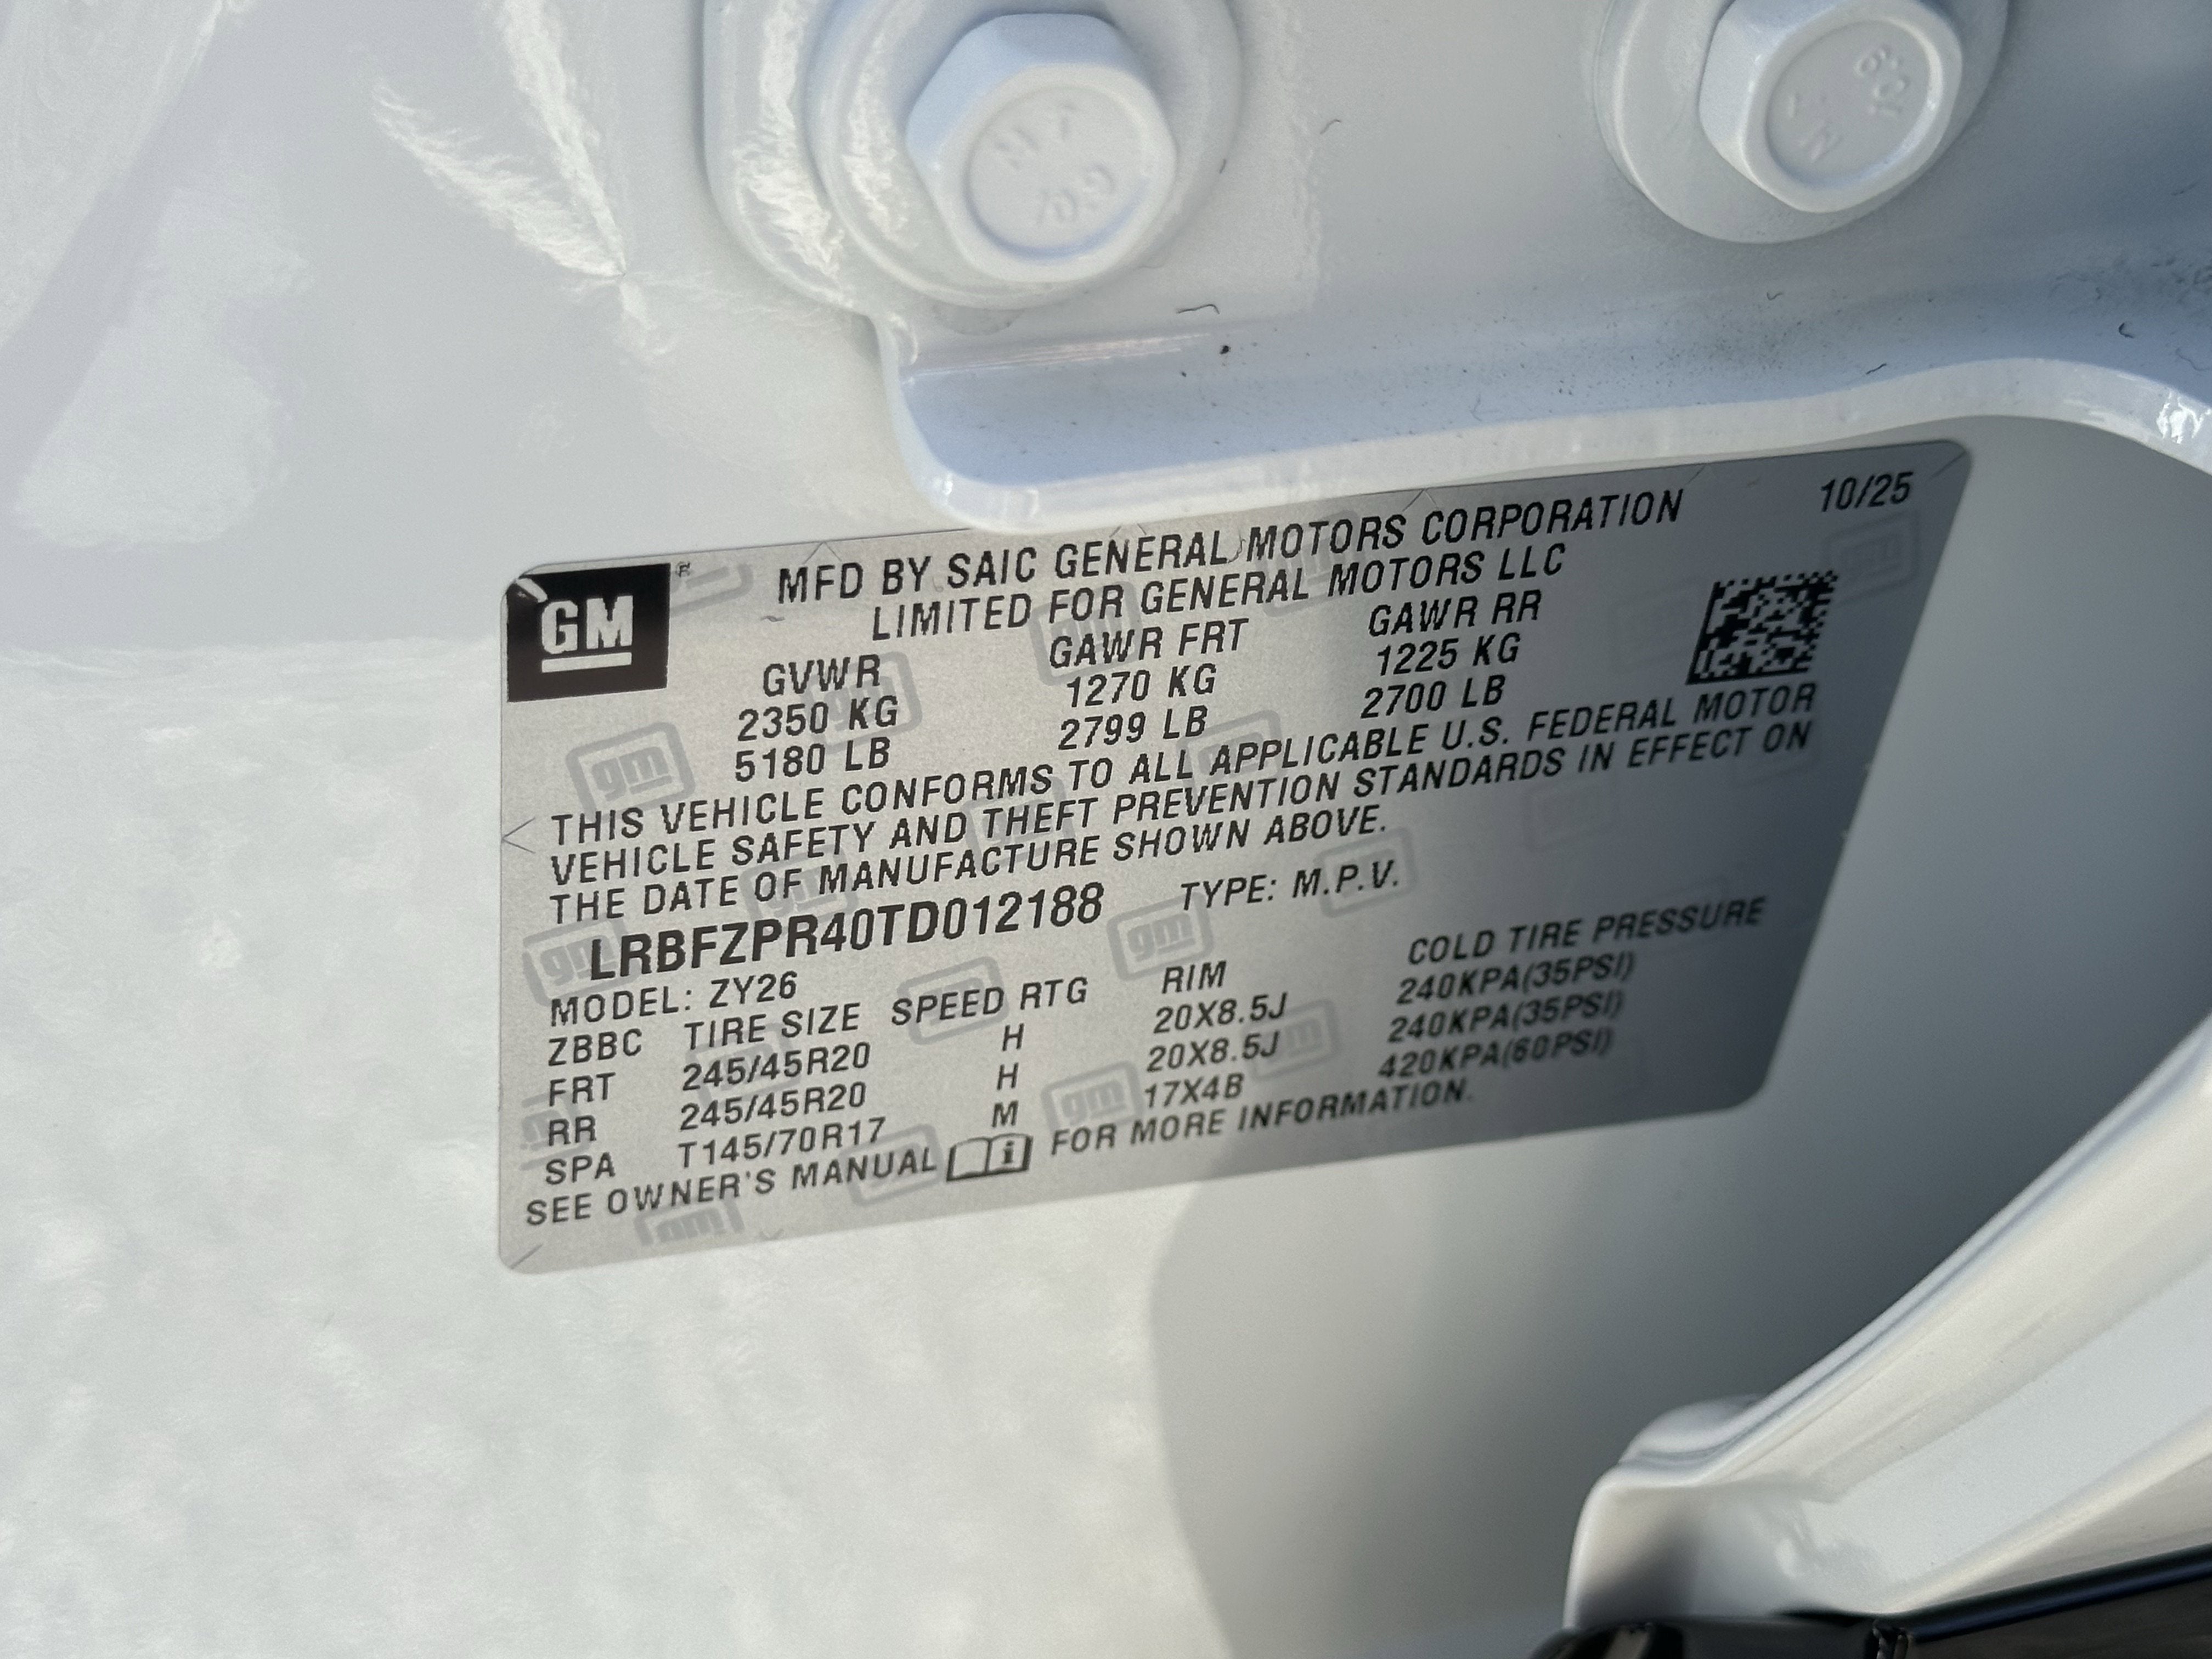 10.9
10.9
10/25
GM
MFD BY SAIC GENERAL MOTORS CORPORATION
LIMITED FOR GENERAL MOTORS LLC
GVWR GAWR FRT GAWR RR
2350 KG 1270 KG 1225 KG
5180 LB 2799 LB 2700 LB
THIS VEHICLE CONFORMS TO ALL APPLICABLE U.S. FEDERAL MOTOR
VEHICLE SAFETY AND THEFT PREVENTION STANDARDS IN EFFECT ON
THE DATE OF MANUFACTURE SHOWN ABOVE.
LRBFZPR40TD012188 TYPE: M.P.V.
MODEL: ZY26
ZBBC TIRE SIZE SPEED RTG RIM COLD TIRE PRESSURE
FRT 245/45R20 H 20X8.5J 240KPA(35PSI)
RR 245/45R20 H 20X8.5J 240KPA(35PSI)
SPA T145/70R17 M 17X4B 420KPA(60PSI)
SEE OWNER'S MANUAL FOR MORE INFORMATION.